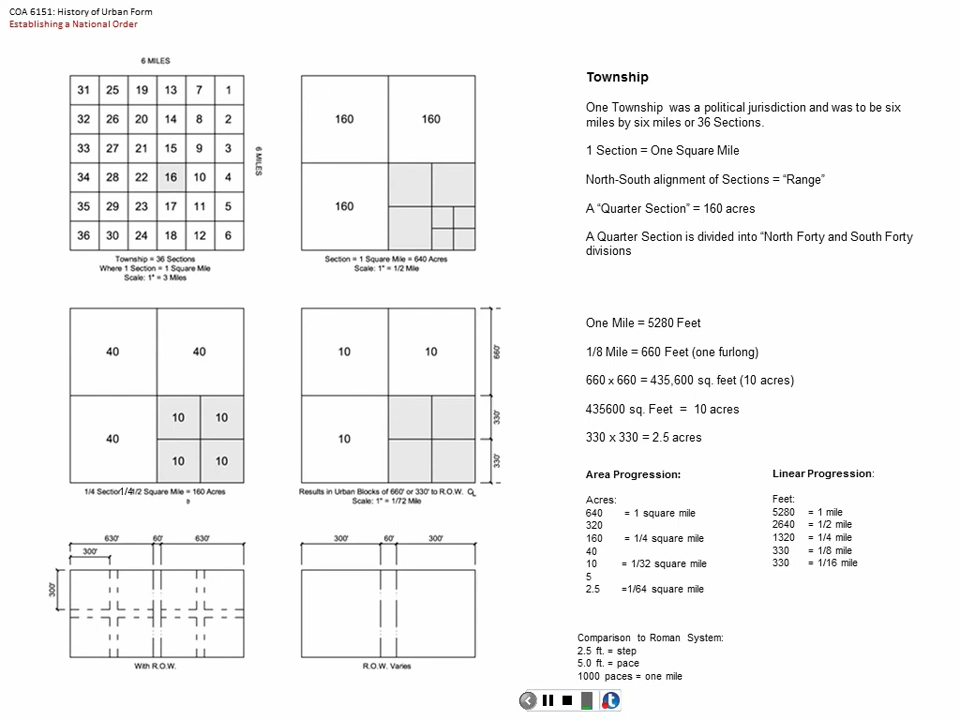 COA 6151: History of Urban Form
Establishing a National Order
6 MILES
31 25 19 13 7 1
32 26 20 14 8 2
33 27 21 15 9 3
34 28 22 16 10 4
35 29 23 17 11 5
36 30 24 18 12 6
6 MILES
Township = 36 Sections
Where 1 Section = 1 Square Mile
Scale: 1" = 3 Miles
160 160
160
Section = 1 Square Mile = 640 Acres
Scale: 1" = 1/2 Mile
40 40
40
10 10
10 10
1/4 Section 1/4 1/2 Square Mile = 160 Acres
10 10
10
660'
330'
330'
Results in Urban Blocks of 660' or 330' to R.O.W. CL
Scale: 1" = 1/72 Mile
630' 60' 630'
300'
300'
With R.O.W.
300' 60' 300'
R.O.W. Varies
Township
One Township was a political jurisdiction and was to be six
miles by six miles or 36 Sections.
1 Section = One Square Mile
North-South alignment of Sections = “Range”
A “Quarter Section” = 160 acres
A Quarter Section is divided into “North Forty and South Forty
divisions
One Mile = 5280 Feet
1/8 Mile = 660 Feet (one furlong)
660 x 660 = 435,600 sq. feet (10 acres)
435600 sq. Feet = 10 acres
330 x 330 = 2.5 acres
Area Progression:
Acres:
640 = 1 square mile
320
160 = 1/4 square mile
40
10 = 1/32 square mile
5
2.5 =1/64 square mile
Linear Progression:
Feet:
5280 = 1 mile
2640 = 1/2 mile
1320 = 1/4 mile
330 = 1/8 mile
330 = 1/16 mile
Comparison to Roman System:
2.5 ft. = step
5.0 ft. = pace
1000 paces = one mile
t